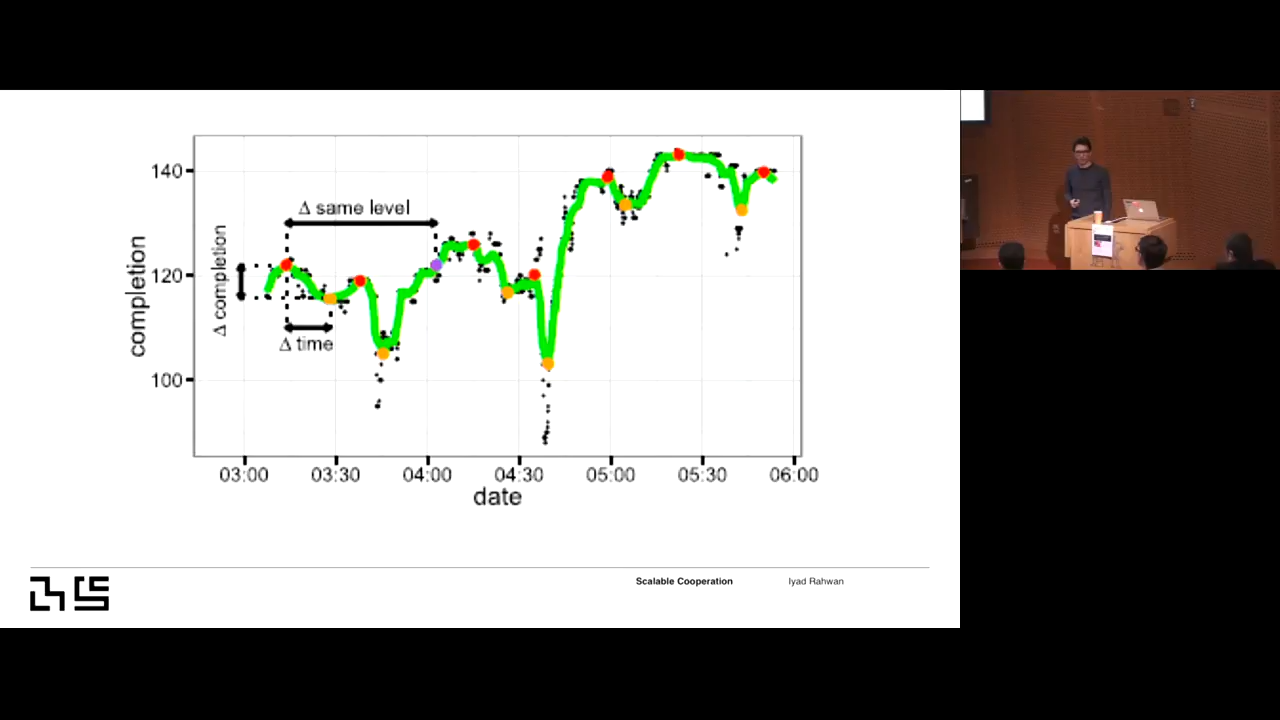 140
120
100
completion
Δ completion
Δ same level
Δ time
03:00 03:30 04:00 04:30 05:00 05:30 06:00
date
Scalable Cooperation Iyad Rahwan